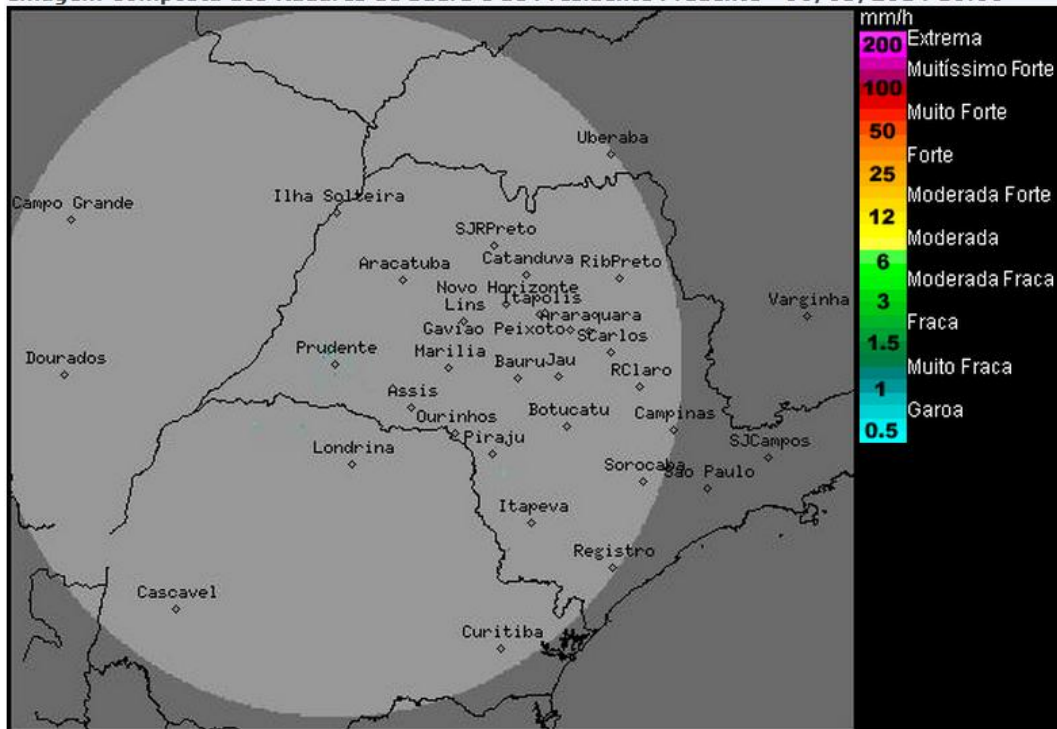 mm/h
200 Extrema
Muitíssimo Forte
100
Muito Forte
50
Forte
25
Moderada Forte
12
Moderada
6
Moderada Fraca
3
Fraca
1.5
Muito Fraca
1
Garoa
0.5
Uberaba
Campo Grande
Ilha Solteira
SJRPreto
Catanduva
RibPreto
Aracatuba
Novo Horizonte
Itapolis
Lins
Araraquara
Varginha
Gaviao Peixoto
SCarlos
Prudente
Marilia
Bauru
Jau
Dourados
RClaro
Assis
Ourinhos
Botucatu
Campinas
Londrina
Piraju
SJCampos
Sorocaba
Sao Paulo
Itapeva
Registro
Cascavel
Curitiba